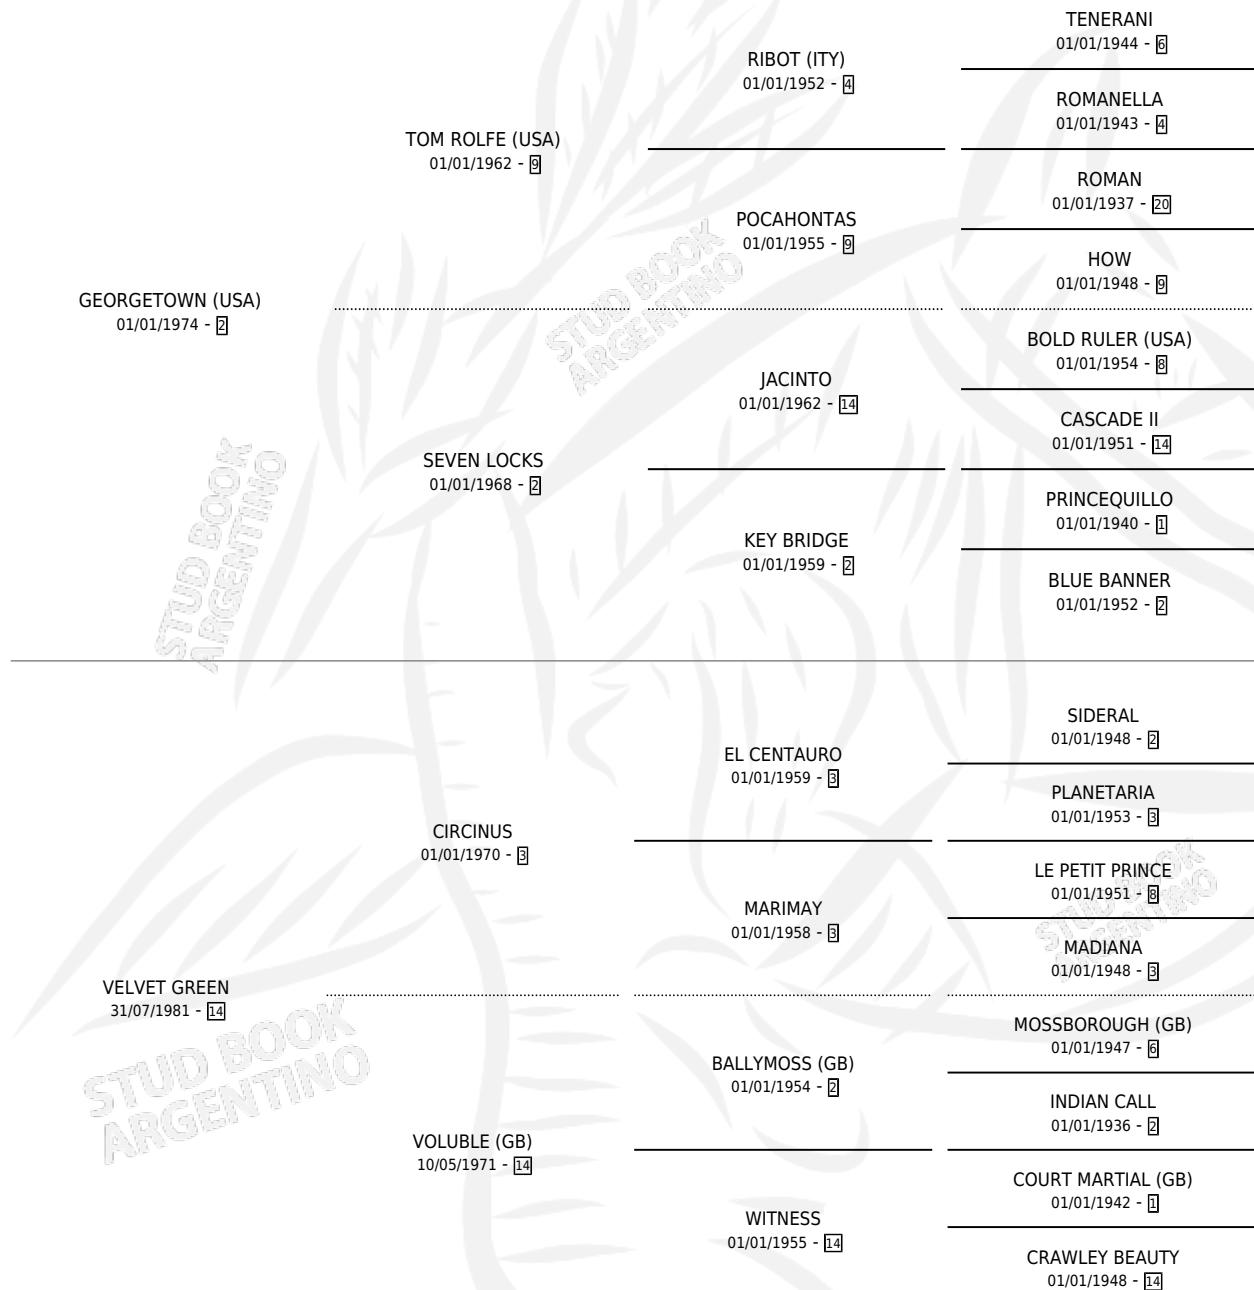 TENERANI
01/01/1944 - 6
RIBOT (ITY)
01/01/1952 - 4
ROMANELLA
01/01/1943 - 4
TOM ROLFE (USA)
01/01/1962 - 9
ROMAN
01/01/1937 - 20
POCAHONTAS
01/01/1955 - 9
HOW
01/01/1948 - 9
GEORGETOWN (USA)
01/01/1974 - 2
BOLD RULER (USA)
01/01/1954 - 8
JACINTO
01/01/1962 - 14
CASCADE II
01/01/1951 - 14
SEVEN LOCKS
01/01/1968 - 2
PRINCEQUILLO
01/01/1940 - 1
KEY BRIDGE
01/01/1959 - 2
BLUE BANNER
01/01/1952 - 2
SIDERAL
01/01/1948 - 2
EL CENTAURO
01/01/1959 - 3
PLANETARIA
01/01/1953 - 3
CIRCINUS
01/01/1970 - 3
LE PETIT PRINCE
01/01/1951 - 8
MARIMAY
01/01/1958 - 3
MADIANA
01/01/1948 - 3
VELVET GREEN
31/07/1981 - 14
MOSSBOROUGH (GB)
01/01/1947 - 6
BALLYMOSS (GB)
01/01/1954 - 2
INDIAN CALL
01/01/1936 - 2
VOLUBLE (GB)
10/05/1971 - 14
COURT MARTIAL (GB)
01/01/1942 - 1
WITNESS
01/01/1955 - 14
CRAWLEY BEAUTY
01/01/1948 - 14
STUD BOOK
ARGENTINO
STUD BOOK
ARGENTINO
STUD BOOK
ARGENTINO
STUD BOOK
ARGENTINO